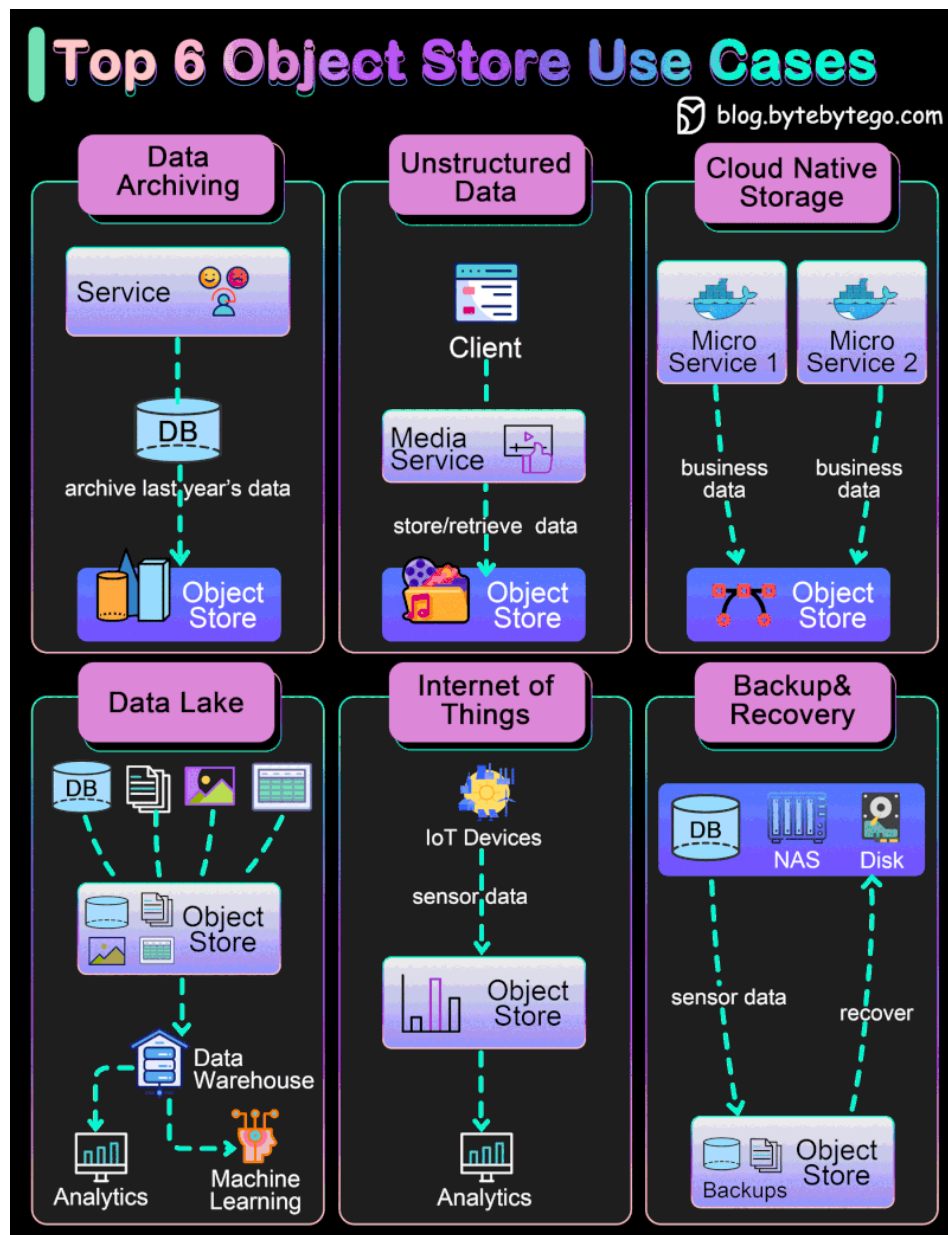 Top 6 Object Store Use Cases
blog.bytebytego.com
Data
Archiving
Service
DB
archive last year's data
Object
Store
Unstructured
Data
Client
Media
Service
store/retrieve data
Object
Store
Cloud Native
Storage
Micro
Service 1
Micro
Service 2
business
data
business
data
Object
Store
Data Lake
DB
Object
Store
Data
Warehouse
Analytics
Machine
Learning
Internet of
Things
IoT Devices
sensor data
Object
Store
Analytics
Backup&
Recovery
DB
NAS
Disk
sensor data
recover
Object
Store
Backups